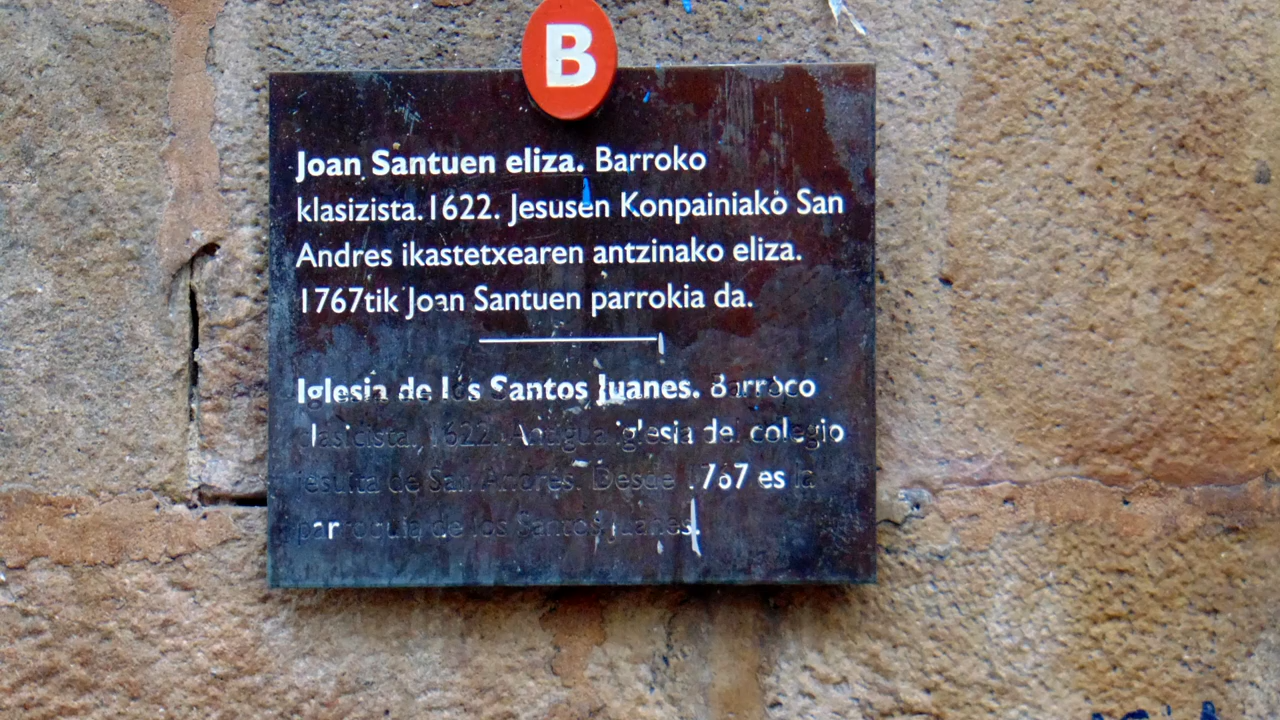 B
Joan Santuen eliza. Barroko
klasizista. 1622. Jesusen Konpainiako San
Andres ikastetxearen antzinako eliza.
1767tik Joan Santuen parrokia da.
Iglesia de los Santos Juanes. Barroco
clasicista. 1622. Antigua iglesia del colegio
jesuita de San Andrés. Desde 1767 es la
parroquia de los Santos Juanes.